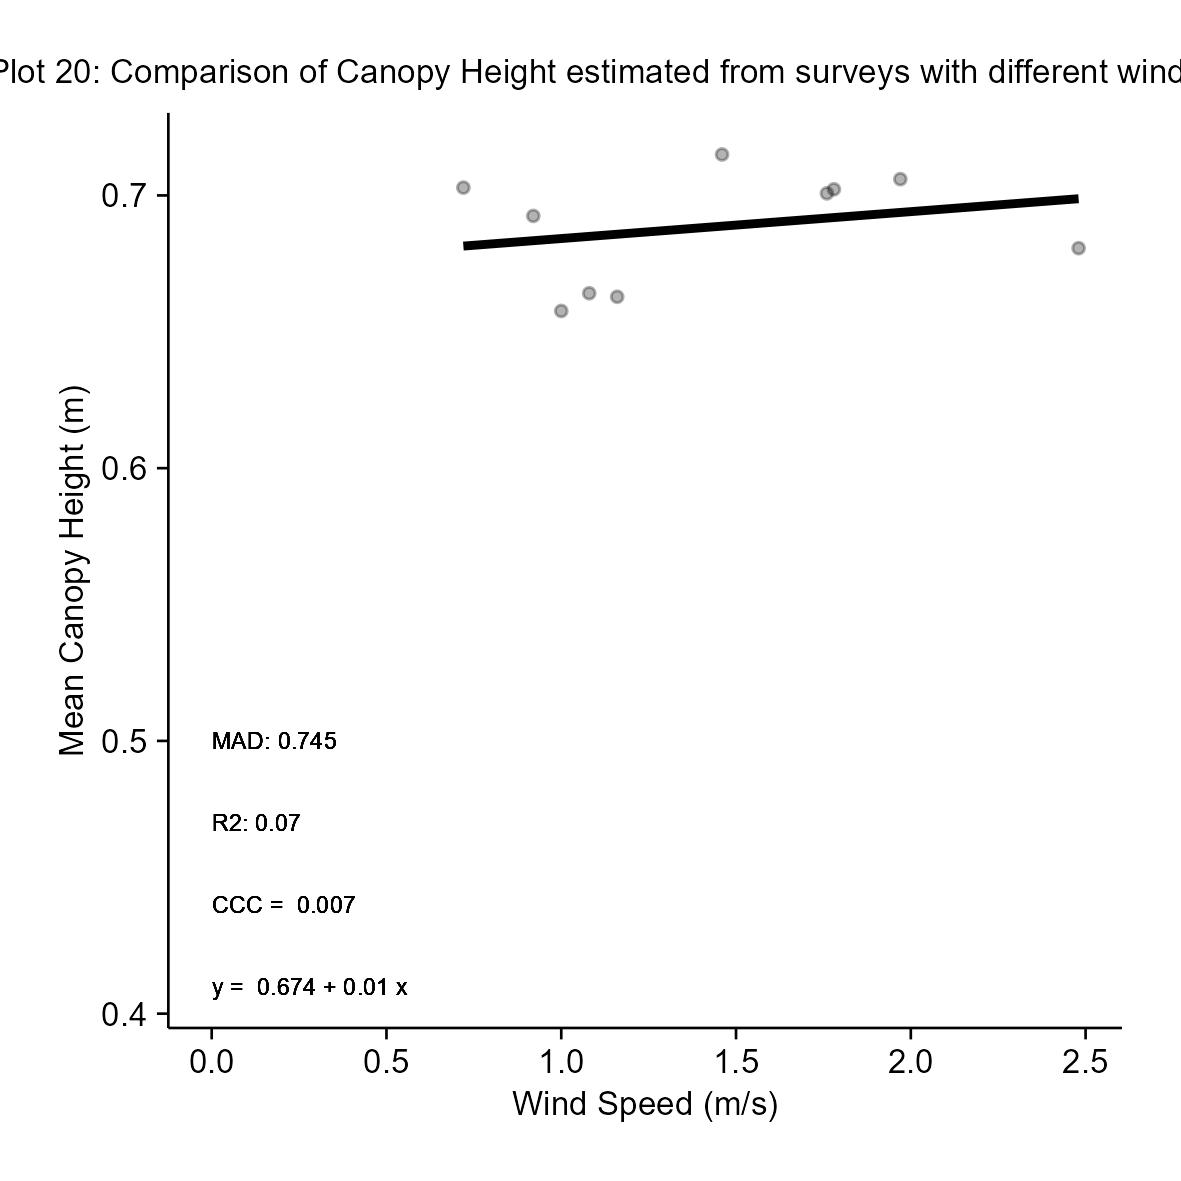 Plot 20: Comparison of Canopy Height estimated from surveys with different wind
0.7
0.6
0.5
0.4
Mean Canopy Height (m)
MAD: 0.745
R2: 0.07
CCC =  0.007
y =  0.674 + 0.01 x
0.0 0.5 1.0 1.5 2.0 2.5
Wind Speed (m/s)